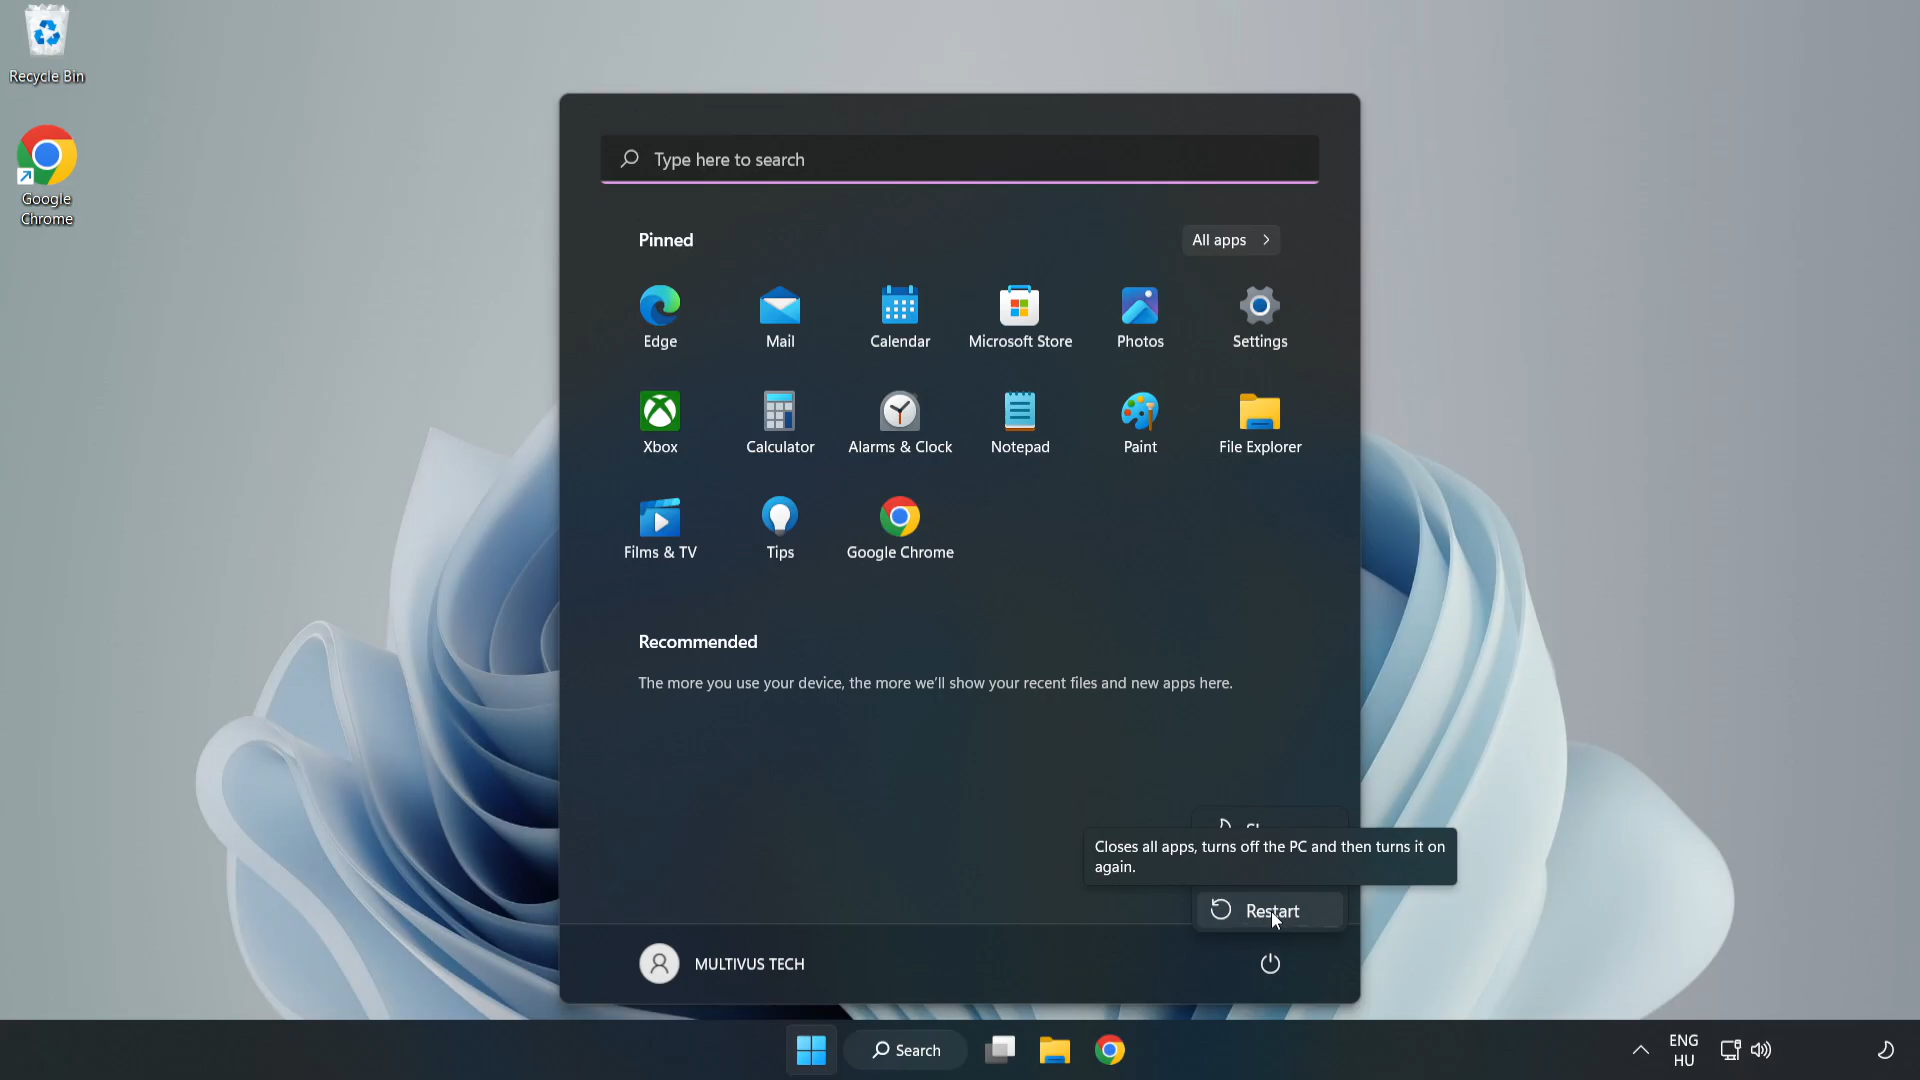 Recycle Bin
Google
Chrome
Type here to search
Pinned
All apps
Edge
Mail
Calendar
Microsoft Store
Photos
Settings
Xbox
Calculator
Alarms & Clock
Notepad
Paint
File Explorer
Films & TV
Tips
Google Chrome
Recommended
The more you use your device, the more we'll show your recent files and new apps here.
Closes all apps, turns off the PC and then turns it on
again.
Restart
MULTIVUS TECH
Search
ENG
HU